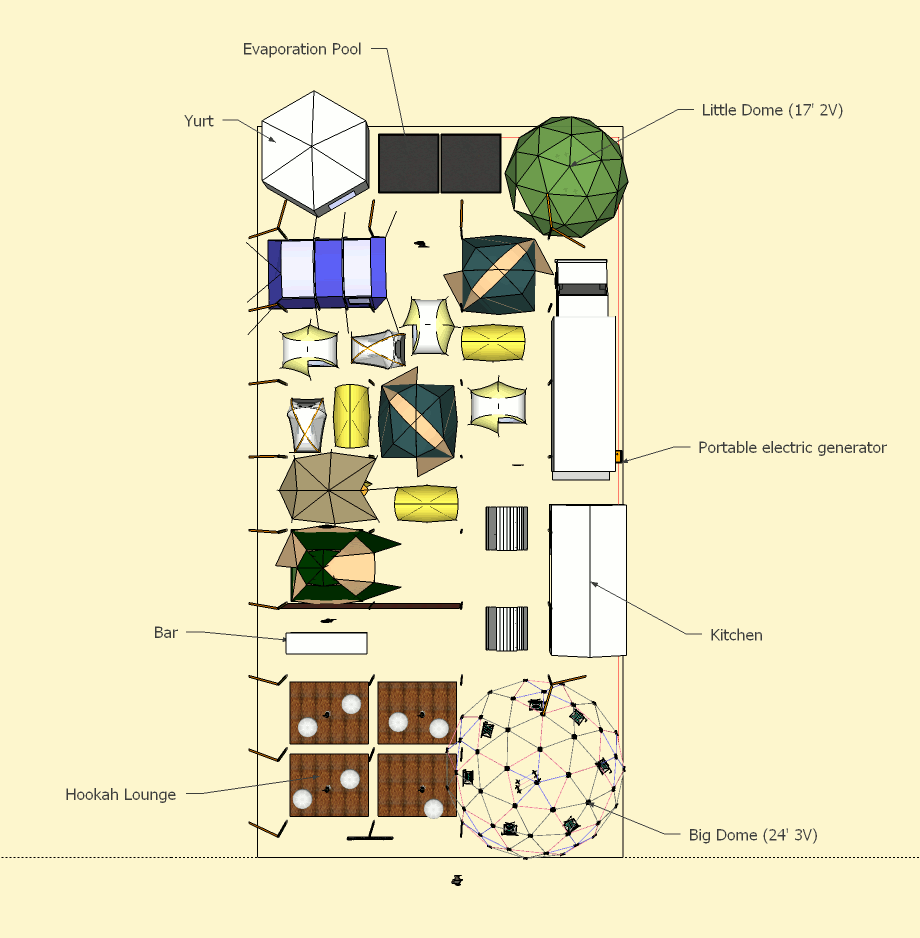 Evaporation Pool
Little Dome (17' 2V)
Yurt
Portable electric generator
Bar
Kitchen
Hookah Lounge
Big Dome (24' 3V)